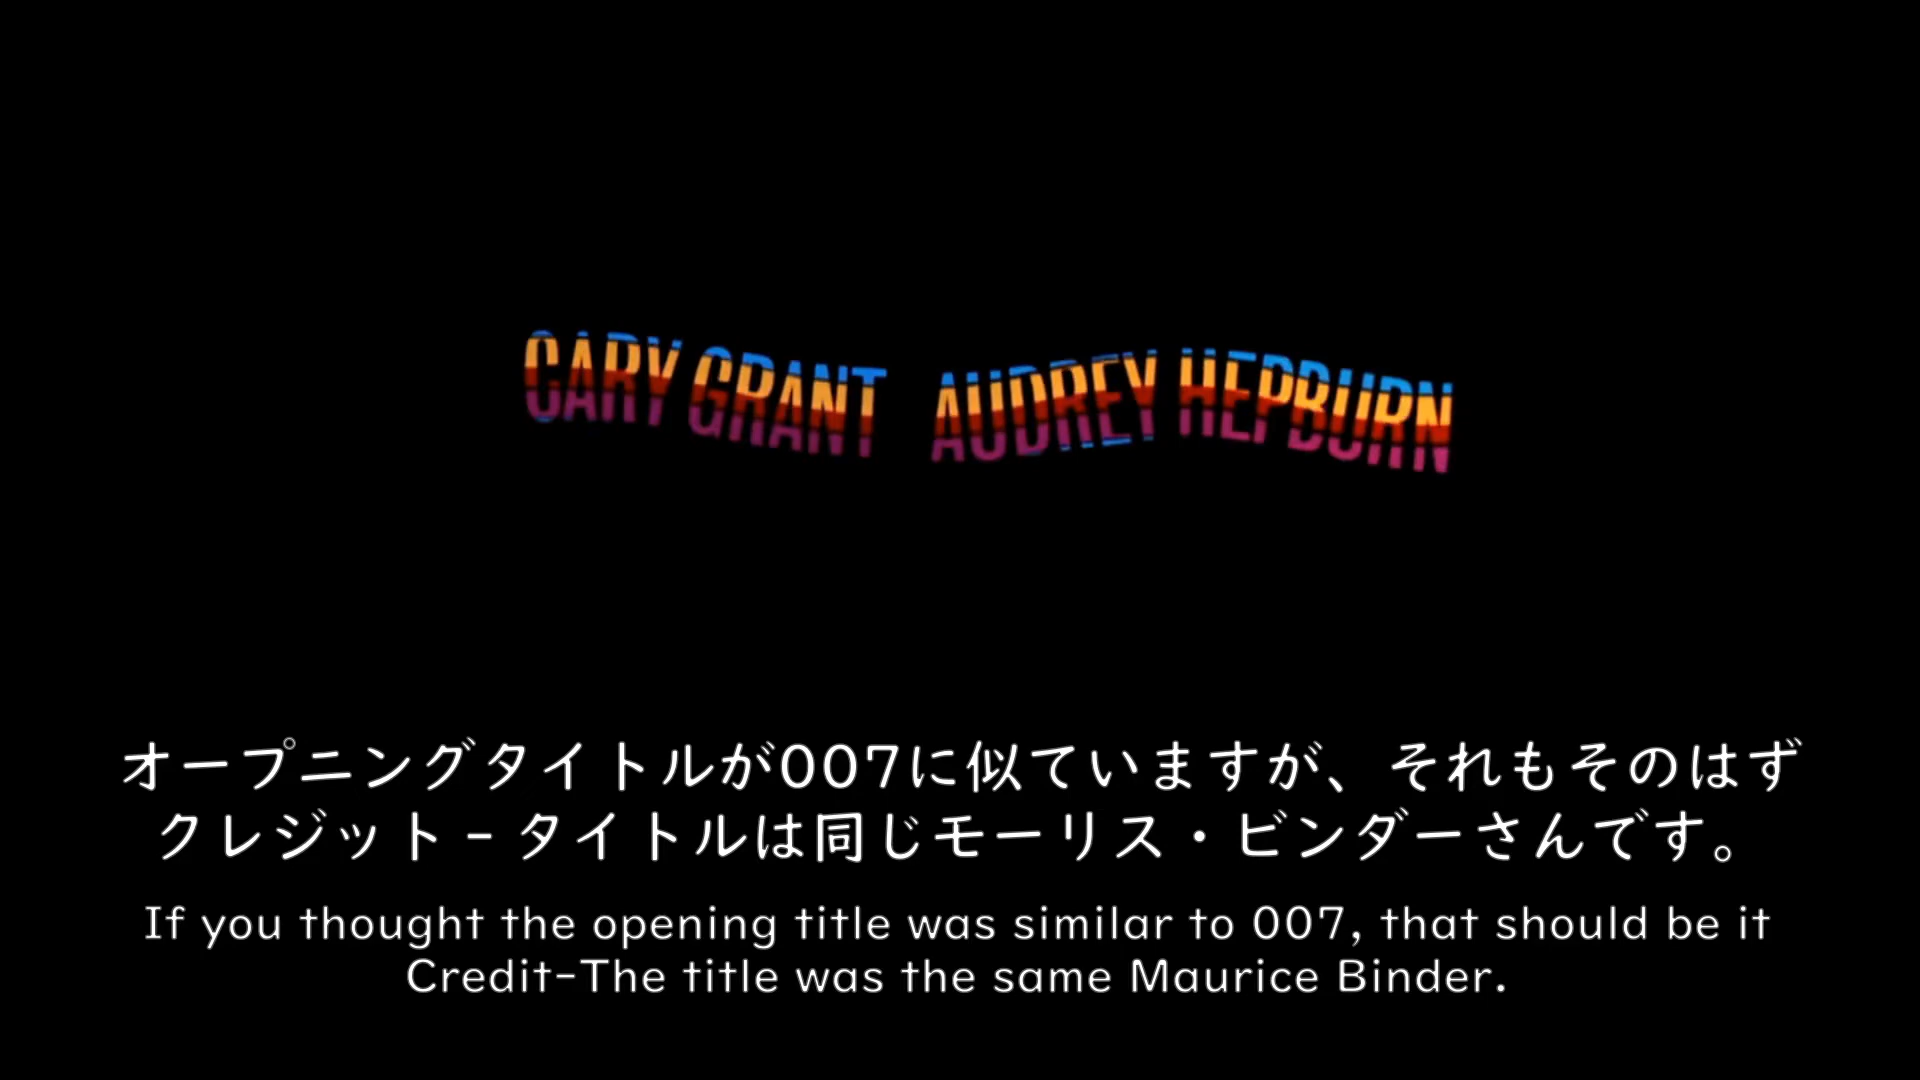 CARY GRANT AUDREY HEPBURN
オープニングタイトルが007に似ていますが、それもそのはず
クレジット - タイトルは同じモーリス・ビンダーさんです。
If you thought the opening title was similar to 007, that should be it
Credit-The title was the same Maurice Binder.